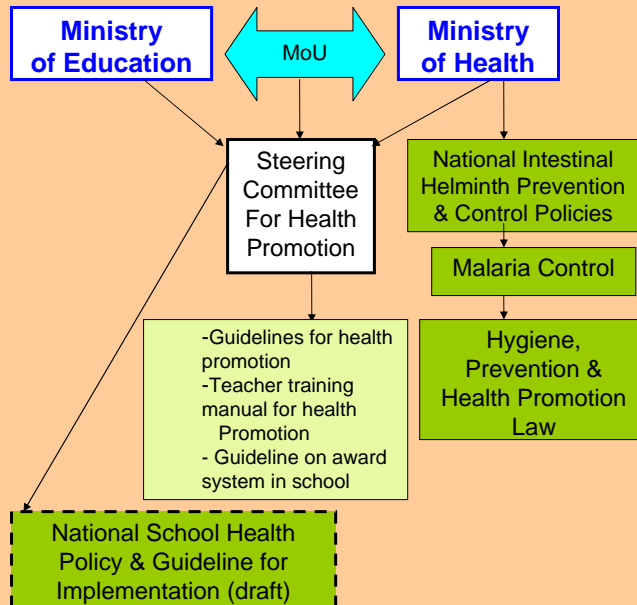 Ministry
of Education
MoU
Ministry
of Health
Steering
Committee
For Health
Promotion
National Intestinal
Helminth Prevention
& Control Policies
Malaria Control
Hygiene,
Prevention &
Health Promotion
Law
-Guidelines for health
promotion
-Teacher training
manual for health
Promotion
- Guideline on award
system in school
National School Health
Policy & Guideline for
Implementation (draft)